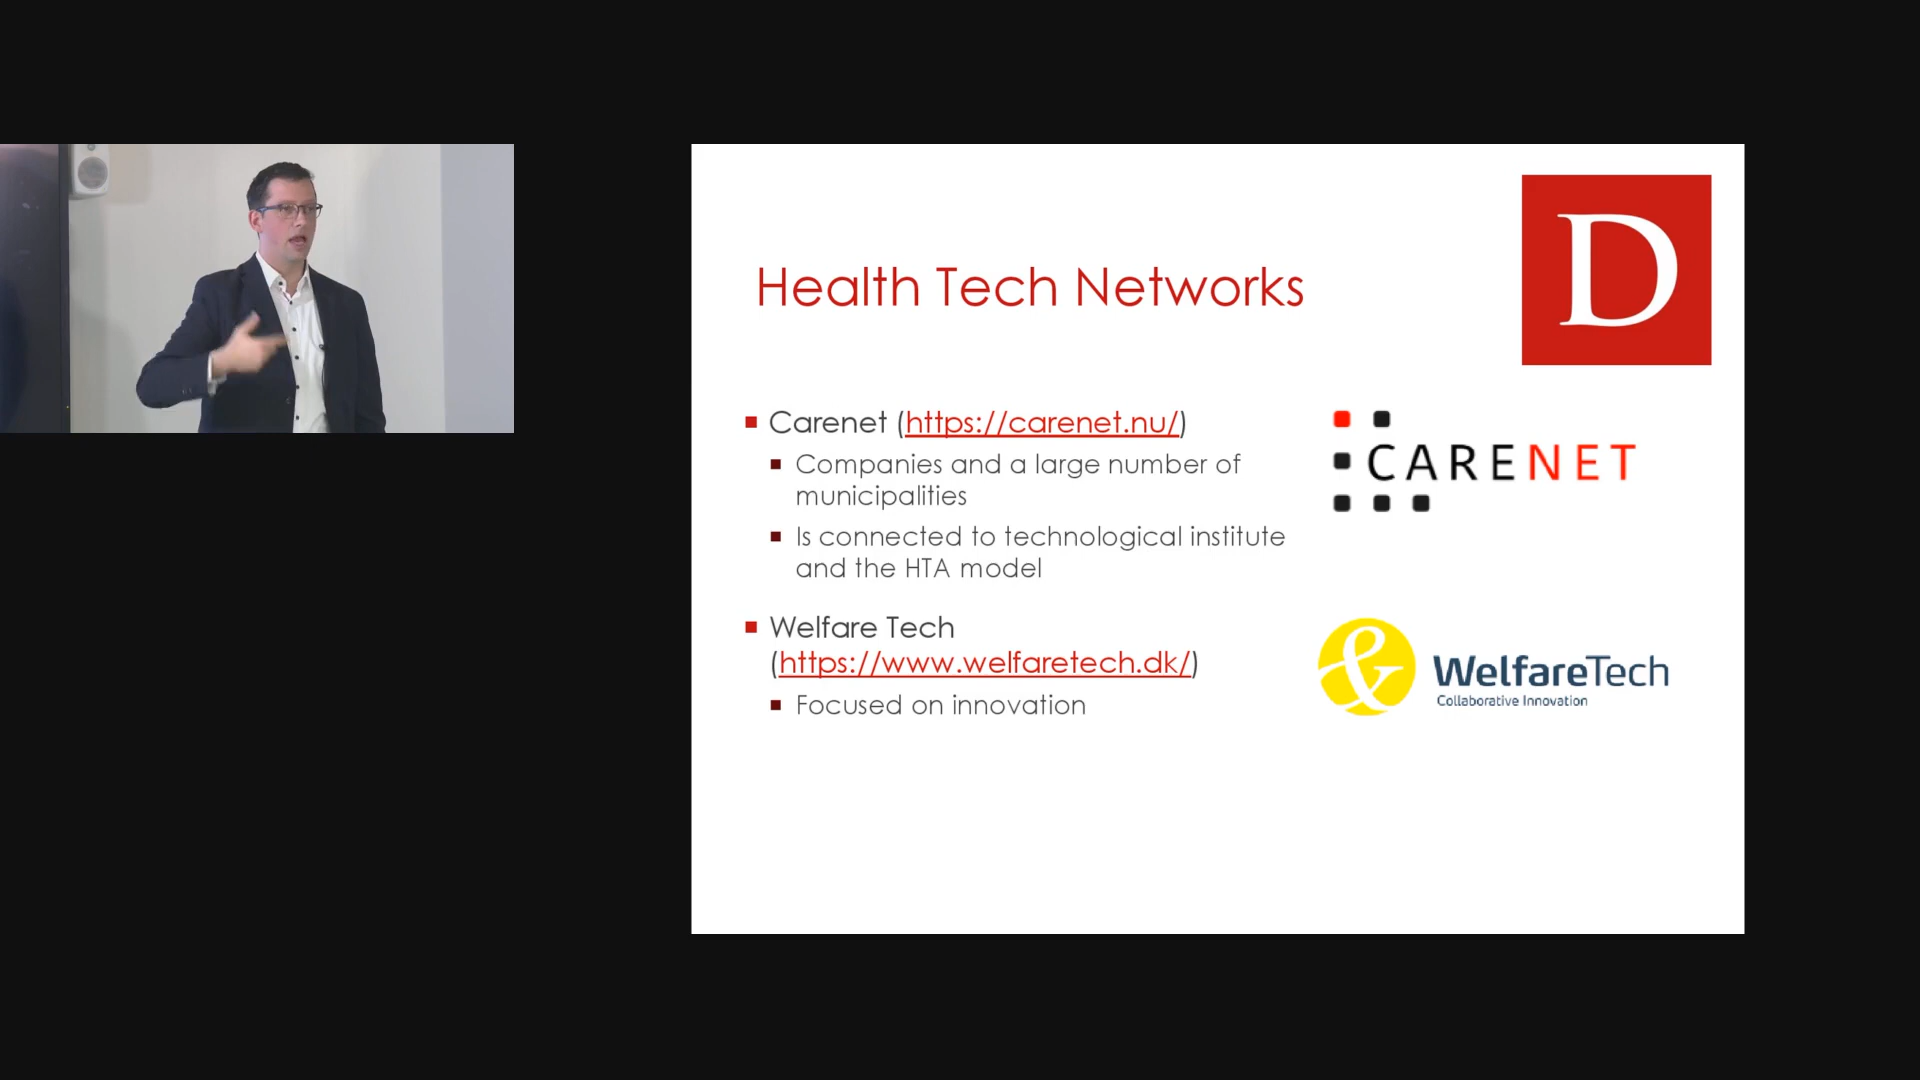 D
Health Tech Networks
Carenet (https://carenet.nu/)
Companies and a large number of
municipalities
Is connected to technological institute
and the HTA model
CARENET
Welfare Tech
(https://www.welfaretech.dk/)
Focused on innovation
&
WelfareTech
Collaborative Innovation